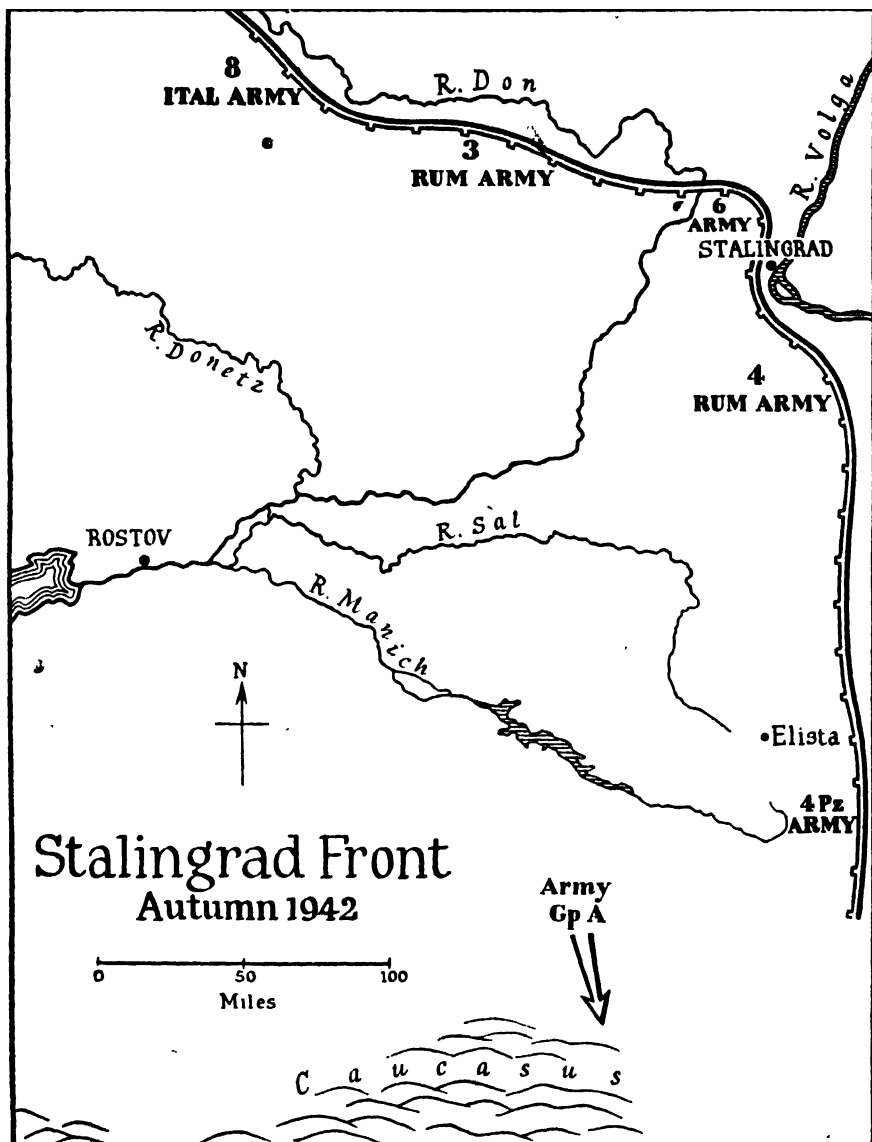 8
ITAL ARMY
R. Don
R. Volga
3
RUM ARMY
6
ARMY
STALINGRAD
R. Donetz
4
RUM ARMY
ROSTOV
R. Sal
R. Manich
N
Elista
4 Pz
ARMY
Stalingrad Front
Autumn 1942
Army
Gp A
0 50 100
Miles
Caucasus